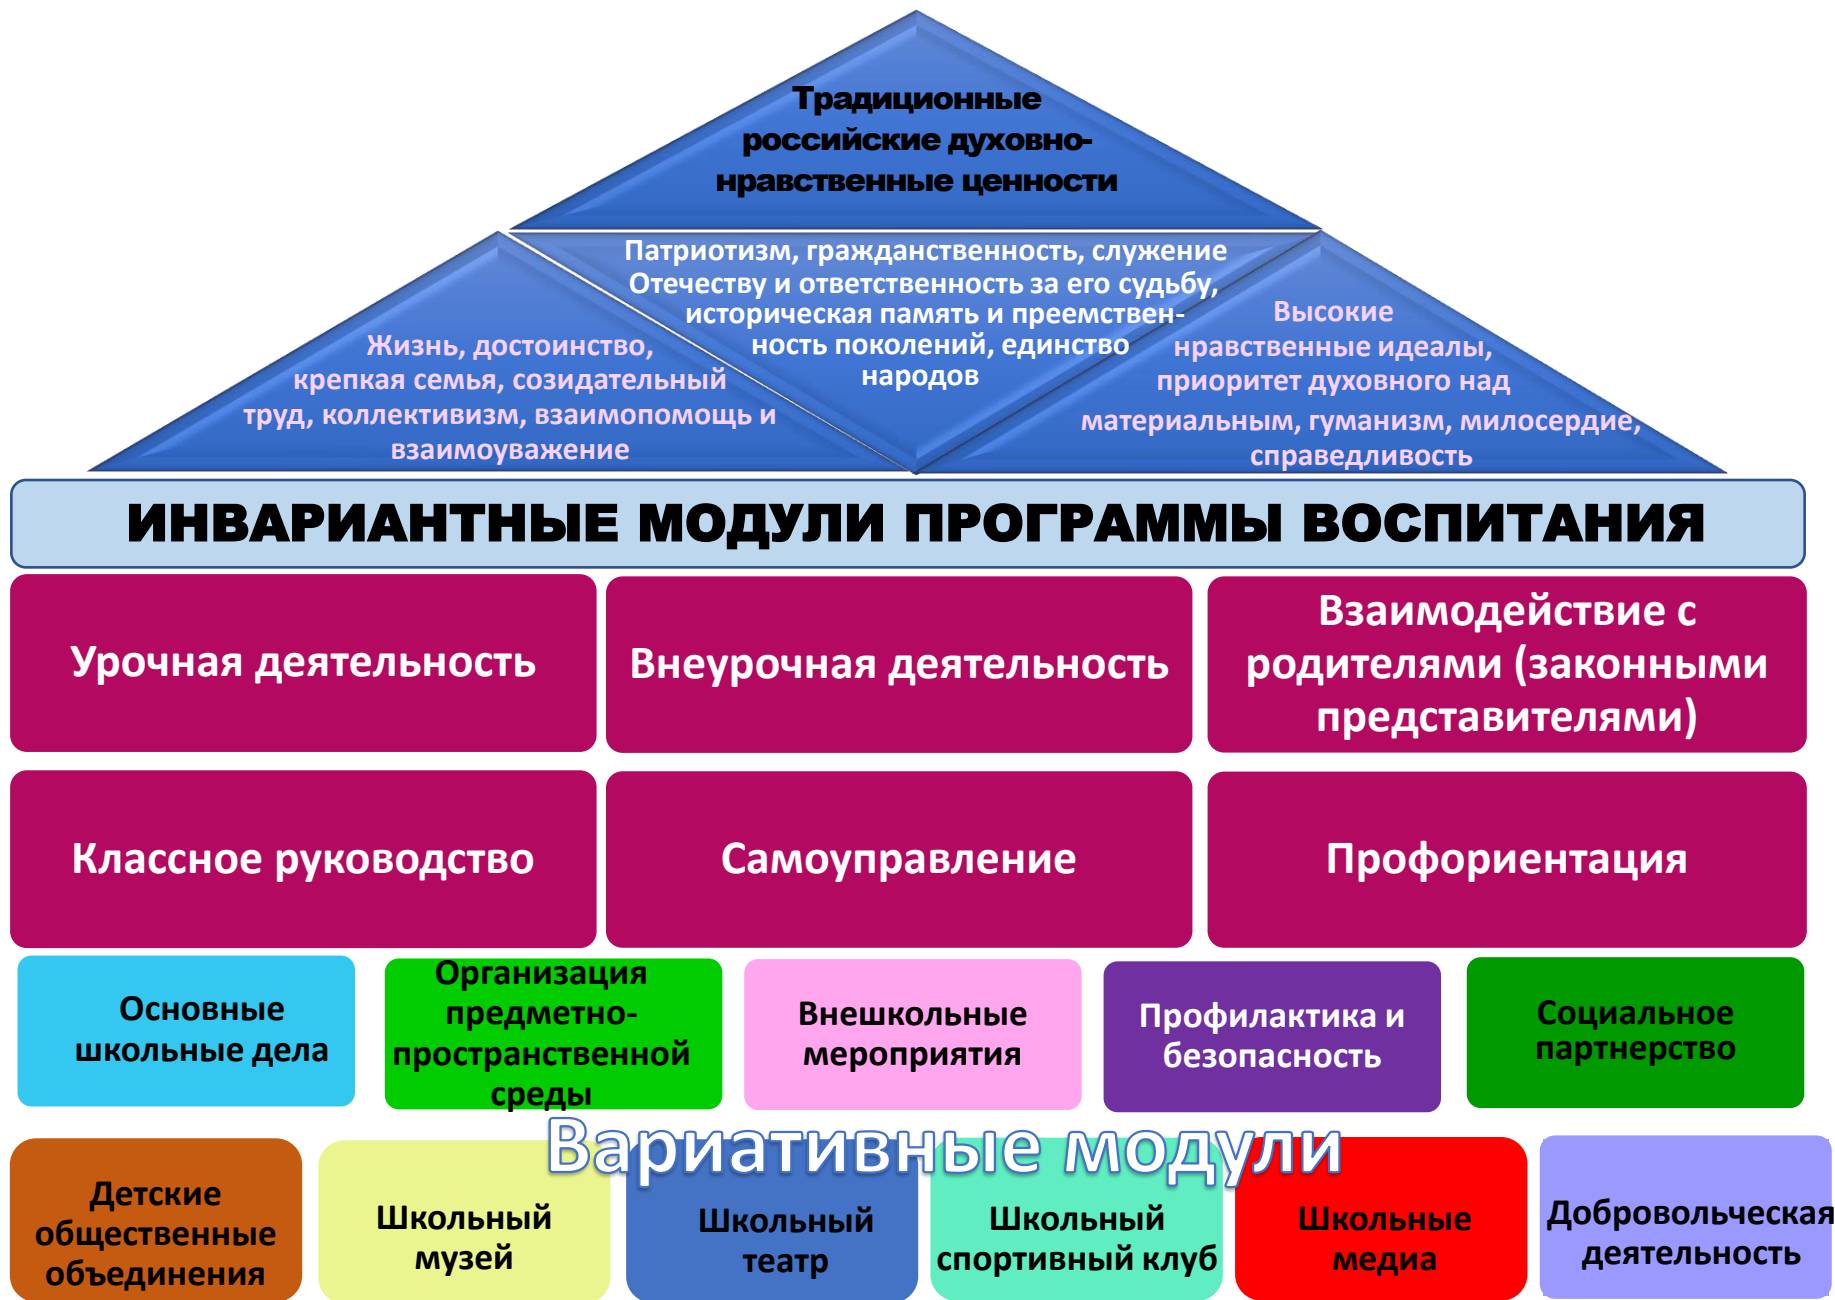 Традиционные
российские духовно-
нравственные ценности
Патриотизм, гражданственность, служение
Отечеству и ответственность за его судьбу,
историческая память и преемствен-
ность поколений, единство
народов
Жизнь, достоинство,
крепкая семья, созидательный
труд, коллективизм, взаимопомощь и
взаимоуважение
Высокие
нравственные идеалы,
приоритет духовного над
материальным, гуманизм, милосердие,
справедливость
ИНВАРИАНТНЫЕ МОДУЛИ ПРОГРАММЫ ВОСПИТАНИЯ
Урочная деятельность
Внеурочная деятельность
Взаимодействие с
родителями (законными
представителями)
Классное руководство
Самоуправление
Профориентация
Основные
школьные дела
Организация
предметно-
пространственной
среды
Внешкольные
мероприятия
Профилактика и
безопасность
Социальное
партнерство
Вариативные модули
Детские
общественные
объединения
Школьный
музей
Школьный
театр
Школьный
спортивный клуб
Школьные
медиа
Добровольческая
деятельность